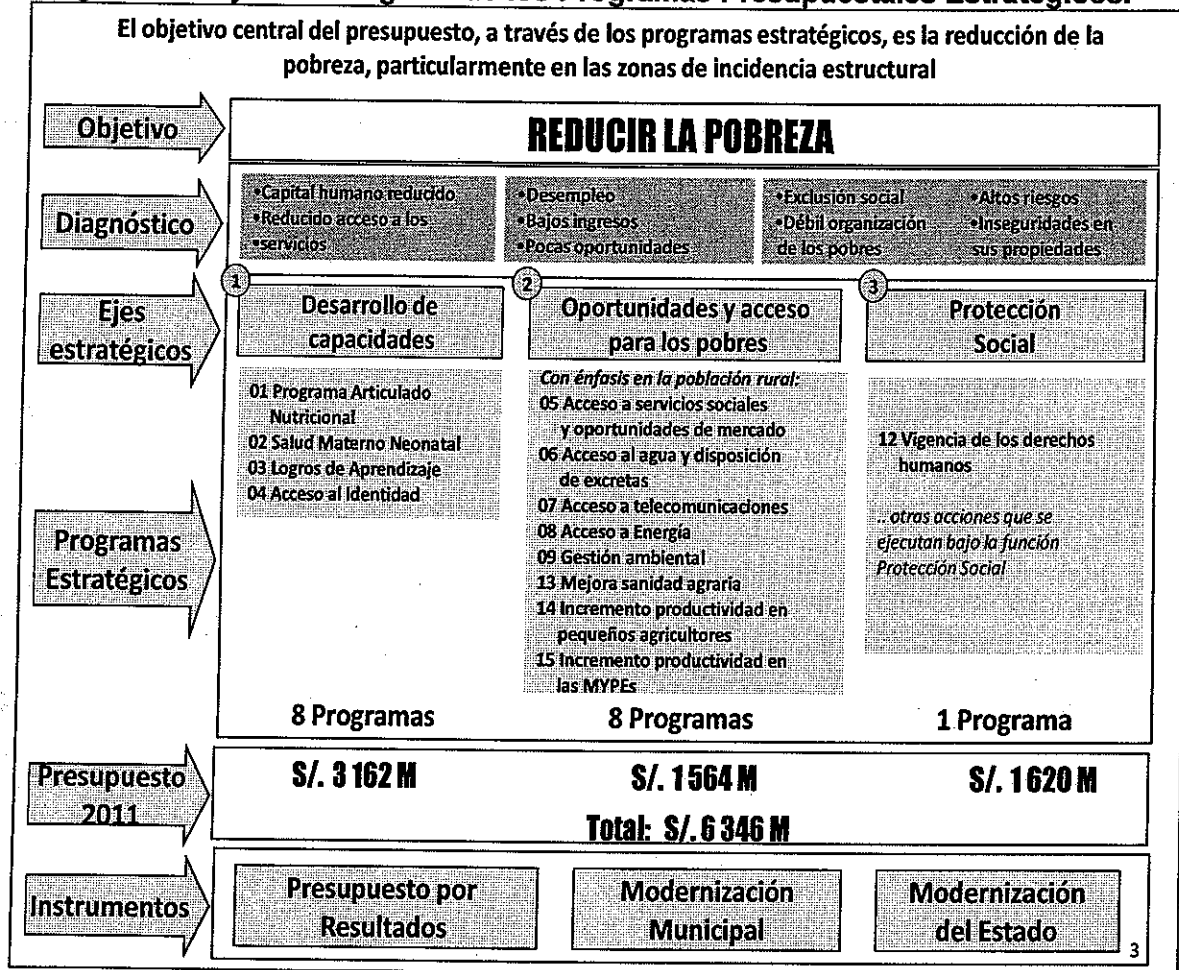 Programas Presupuestales Estratégicos.
El objetivo central del presupuesto, a través de los programas estratégicos, es la reducción de la
pobreza, particularmente en las zonas de incidencia estructural
Objetivo
REDUCIR LA POBREZA
Diagnóstico
•Capital humano reducido
•Reducido acceso a los
•servicios
•Desempleo
•Bajos ingresos
•Pocas oportunidades
•Exclusión social
•Débil organización
de los pobres
•Altos riesgos
•Inseguridades en
sus propiedades
Ejes
estratégicos
1
Desarrollo de
capacidades
2
Oportunidades y acceso
para los pobres
3
Protección
Social
Programas
Estratégicos
01 Programa Articulado
Nutricional
02 Salud Materno Neonatal
03 Logros de Aprendizaje
04 Acceso al Identidad
Con énfasis en la población rural:
05 Acceso a servicios sociales
y oportunidades de mercado
06 Acceso al agua y disposición
de excretas
07 Acceso a telecomunicaciones
08 Acceso a Energía
09 Gestión ambiental
13 Mejora sanidad agraria
14 Incremento productividad en
pequeños agricultores
15 Incremento productividad en
las MYPEs
12 Vigencia de los derechos
humanos
... otras acciones que se
ejecutan bajo la función
Protección Social
8 Programas
8 Programas
1 Programa
Presupuesto
2011
S/. 3 162 M
S/. 1 564 M
S/. 1 620 M
Total: S/. 6 346 M
Instrumentos
Presupuesto por
Resultados
Modernización
Municipal
Modernización
del Estado
3